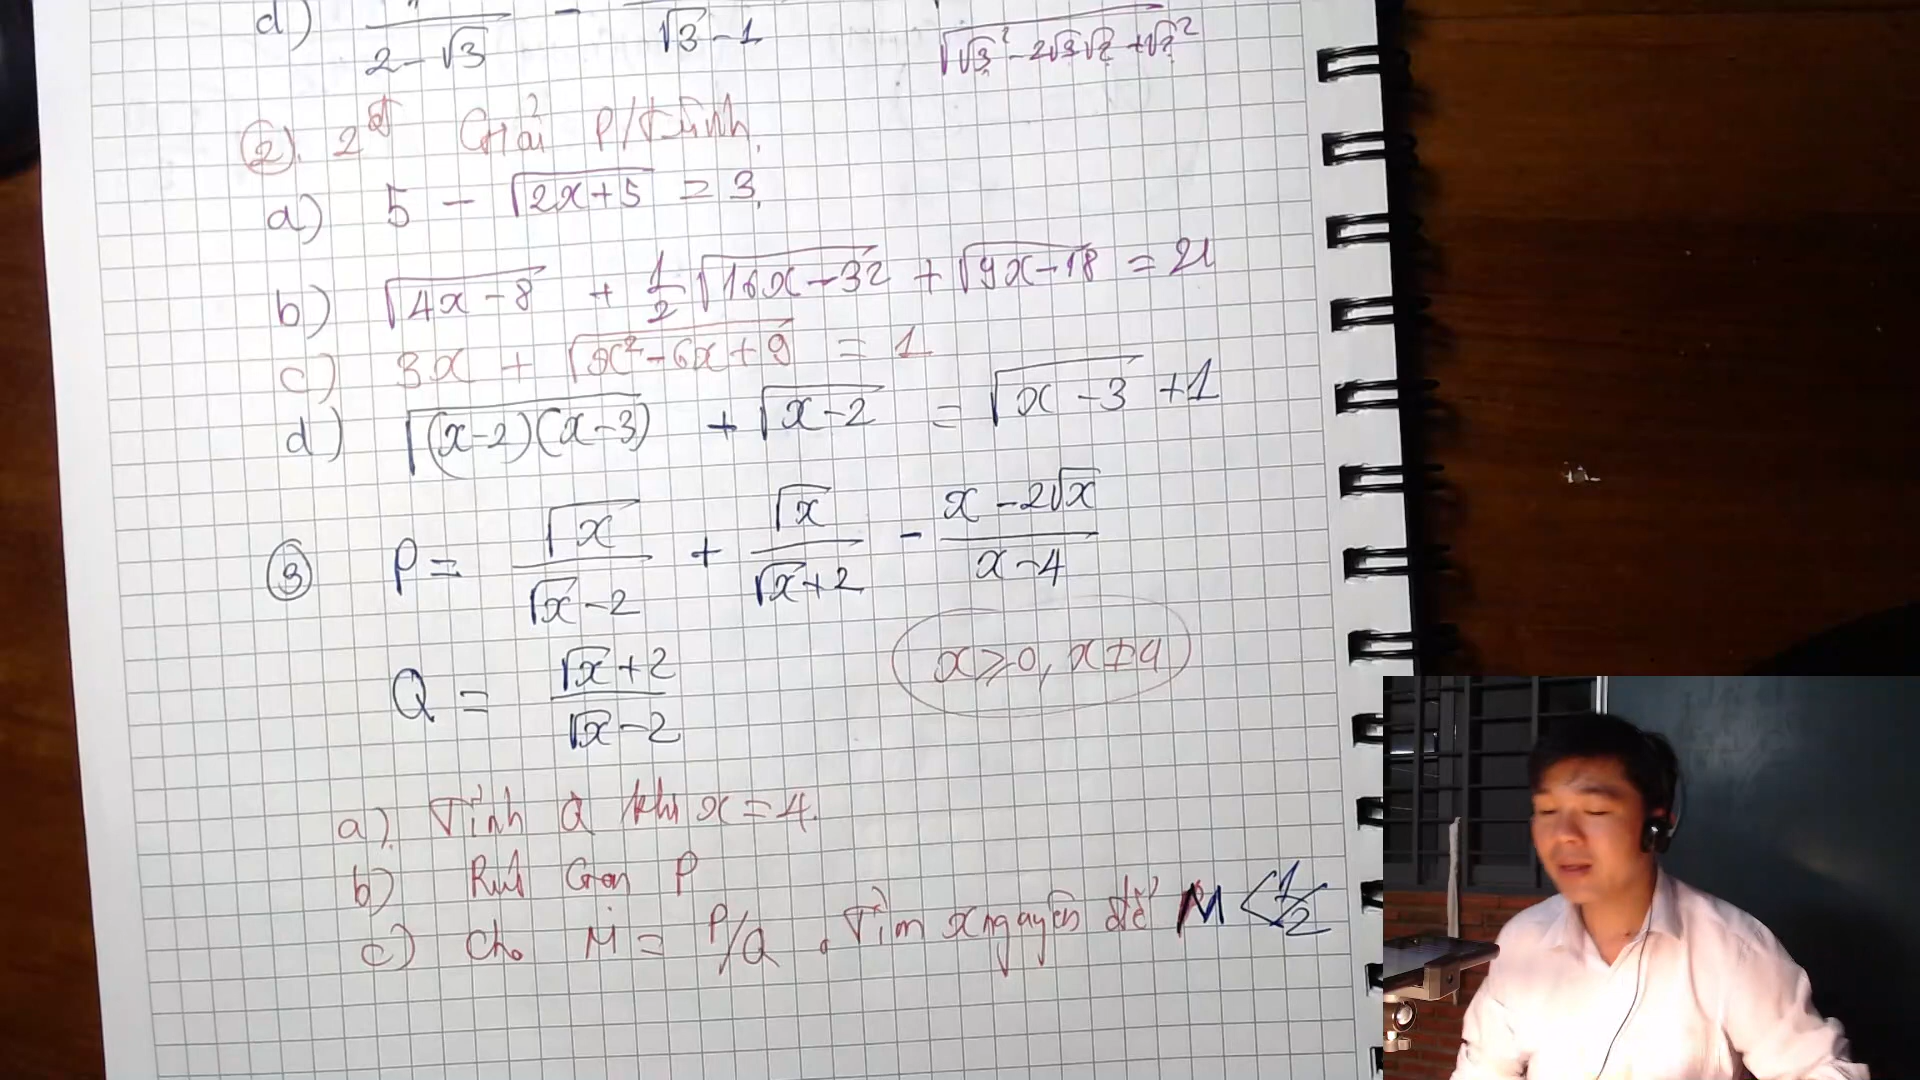 d) 2-√3 - √3-1 √(√3² - 2√3√2 + √2²)
②. 2đ Giải P/trình.
a) 5 - √(2x+5) = 3.
b) √(4x-8) + 1/2 √(16x-32) + √(9x-18) = 21
c) 3x + √(x²-6x+9) = 1
d) √((x-2)(x-3)) + √(x-2) = √(x-3) + 1
③ P = √x/(√x-2) + √x/(√x+2) - (x-2√x)/(x-4)
Q = (√x+2)/(√x-2) x≥0, x≠4
a). Tính Q khi x = 4.
b) Rút Gọn P
c) Cho M = P/Q. Tìm x nguyên để M < 1/2